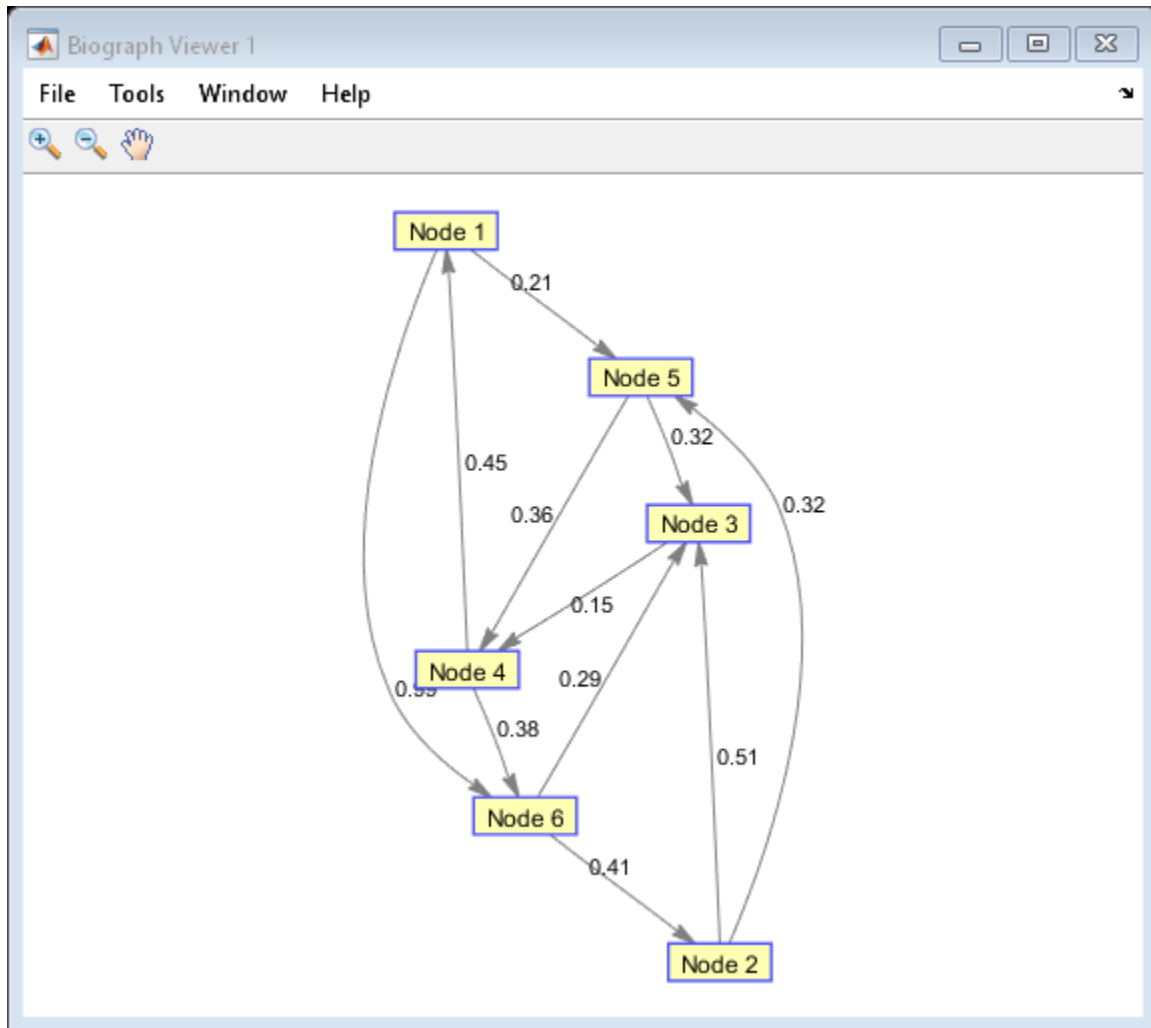 Biograph Viewer 1
File Tools Window Help
Node 1
0.21
Node 5
0.32
0.45
0.32
0.36
Node 3
0.15
Node 4
0.29
0.99
0.38
0.51
Node 6
0.41
Node 2